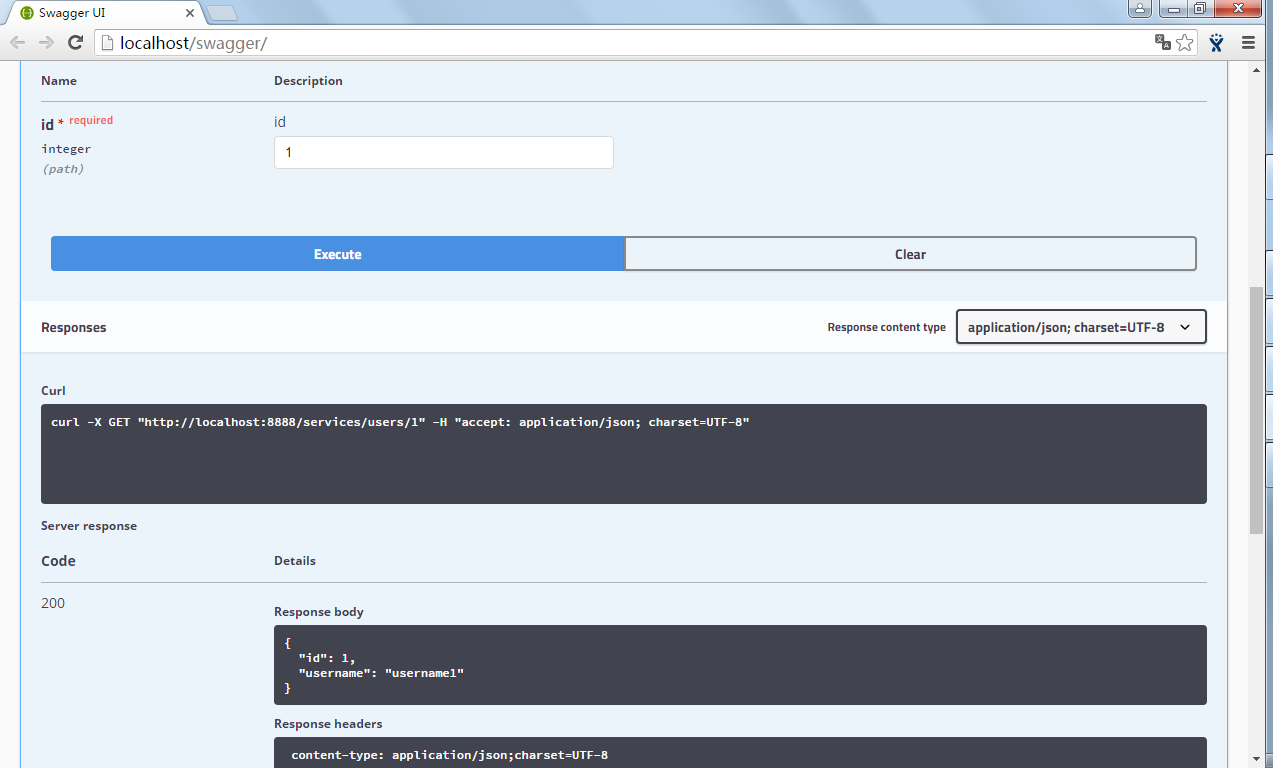 Swagger UI
localhost/swagger/
Name Description
id * required id
integer 1
(path)
Execute Clear
Responses Response content type application/json; charset=UTF-8
Curl
curl -X GET "http://localhost:8888/services/users/1" -H "accept: application/json; charset=UTF-8"
Server response
Code Details
200
Response body
{
"id": 1,
"username": "username1"
}
Response headers
content-type: application/json;charset=UTF-8